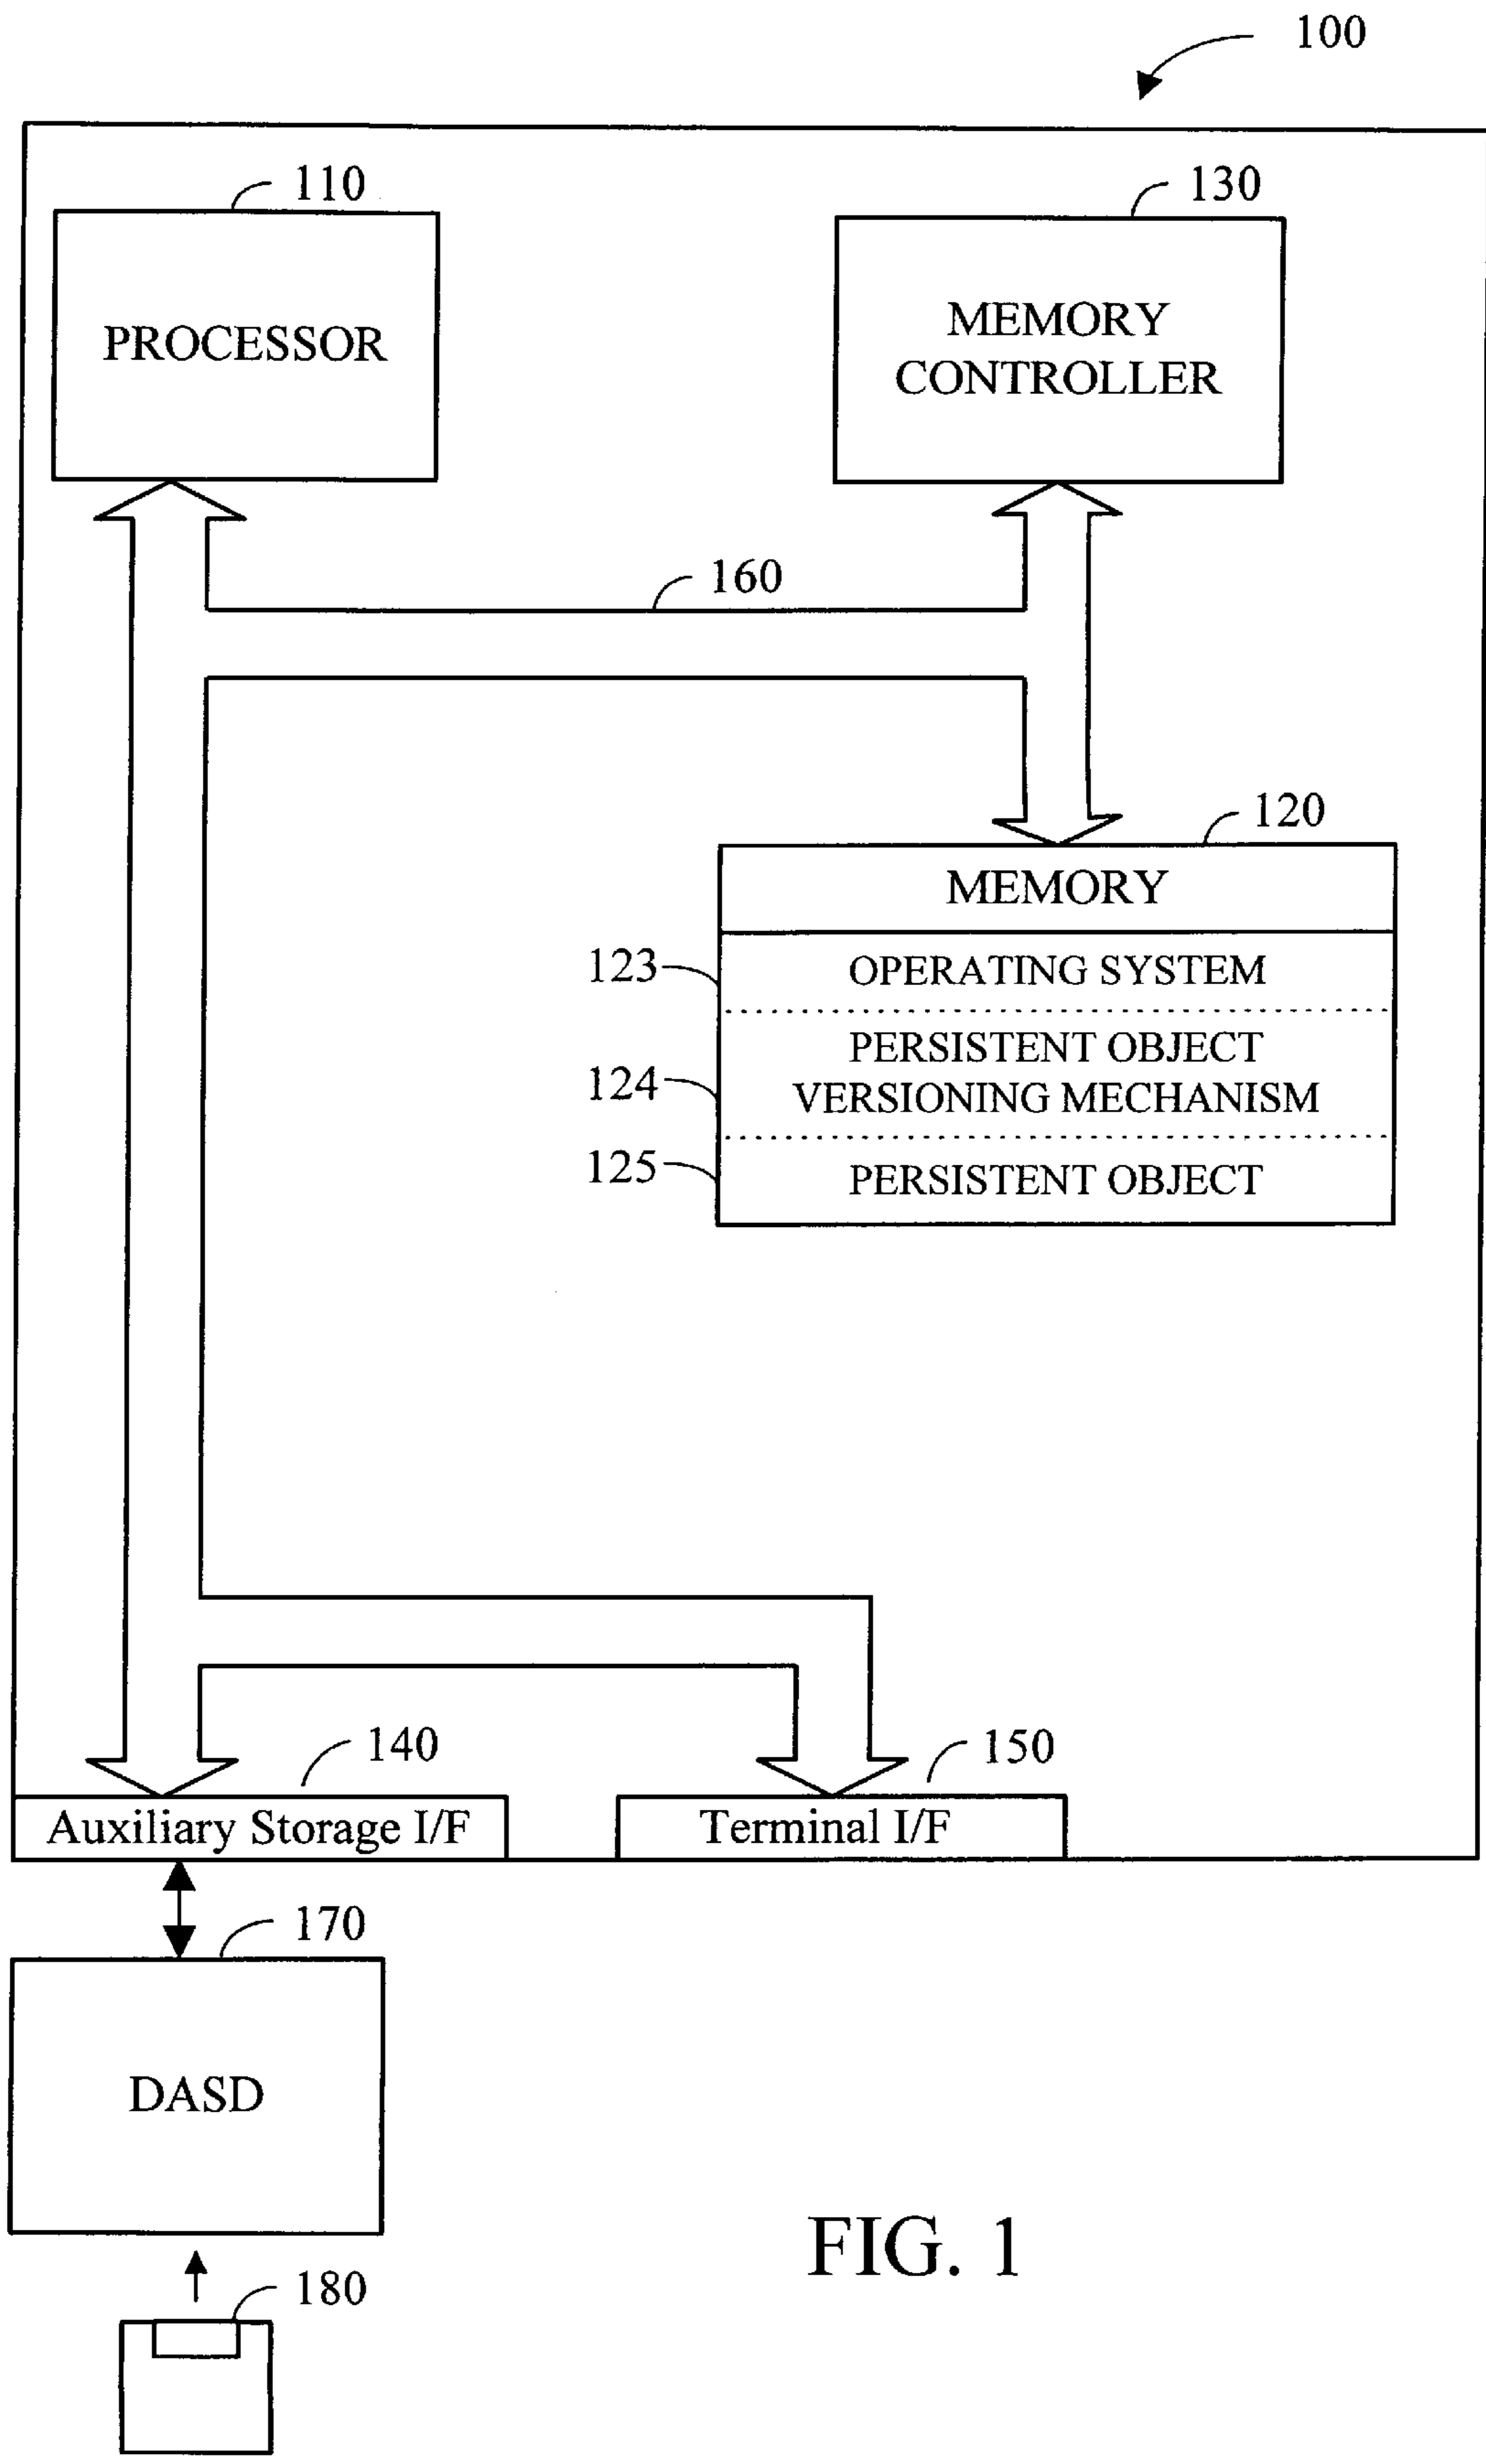 100
110
130
PROCESSOR
MEMORY
CONTROLLER
160
120
MEMORY
123
OPERATING SYSTEM
PERSISTENT OBJECT
124
VERSIONING MECHANISM
125
PERSISTENT OBJECT
140
150
Auxiliary Storage I/F
Terminal I/F
170
DASD
FIG. 1
180